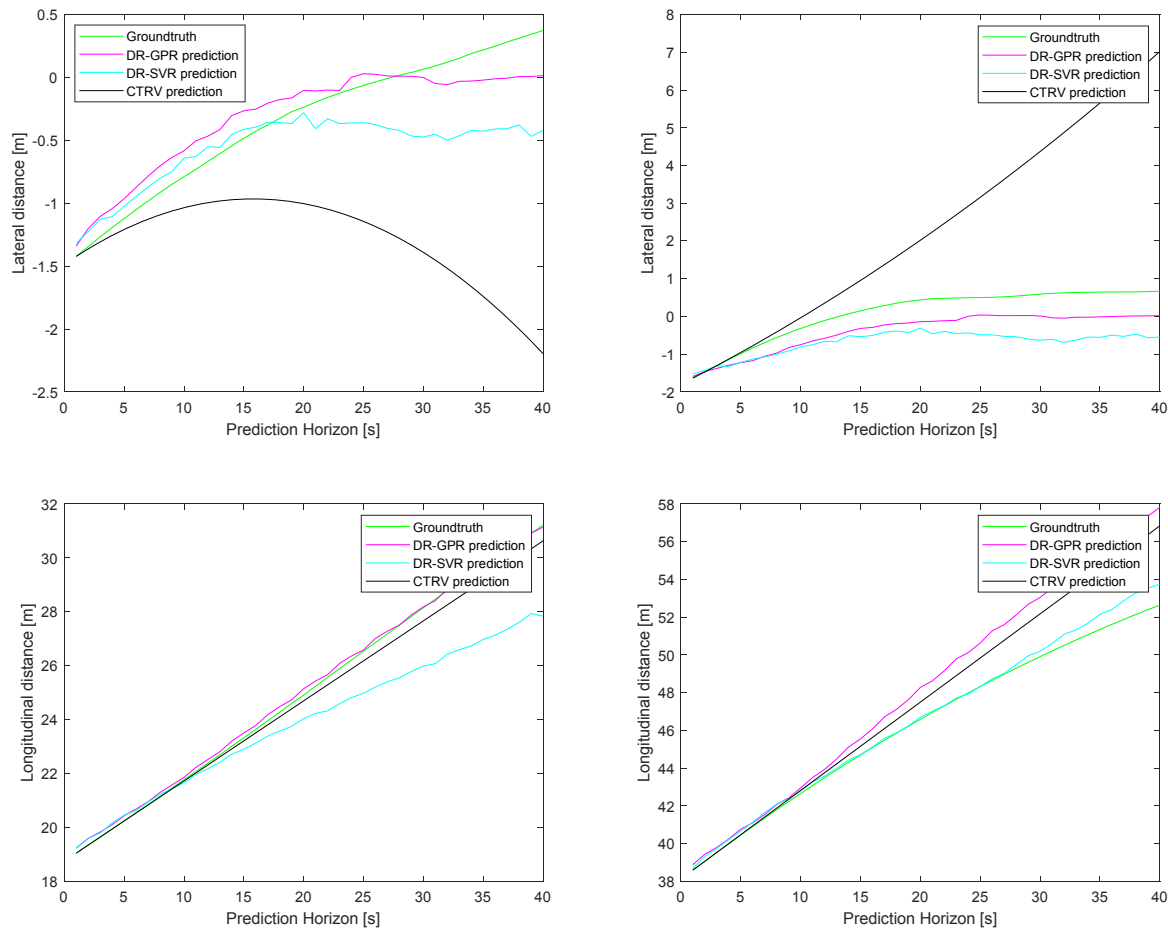 0.5
0
-0.5
-1
-1.5
-2
-2.5
Lateral distance [m]
Groundtruth
DR-GPR prediction
DR-SVR prediction
CTRV prediction
0 5 10 15 20 25 30 35 40
Prediction Horizon [s]
8
7
6
5
4
3
2
1
0
-1
-2
Lateral distance [m]
Groundtruth
DR-GPR prediction
DR-SVR prediction
CTRV prediction
0 5 10 15 20 25 30 35 40
Prediction Horizon [s]
32
30
28
26
24
22
20
18
Longitudinal distance [m]
Groundtruth
DR-GPR prediction
DR-SVR prediction
CTRV prediction
0 5 10 15 20 25 30 35 40
Prediction Horizon [s]
58
56
54
52
50
48
46
44
42
40
38
Longitudinal distance [m]
Groundtruth
DR-GPR prediction
DR-SVR prediction
CTRV prediction
0 5 10 15 20 25 30 35 40
Prediction Horizon [s]